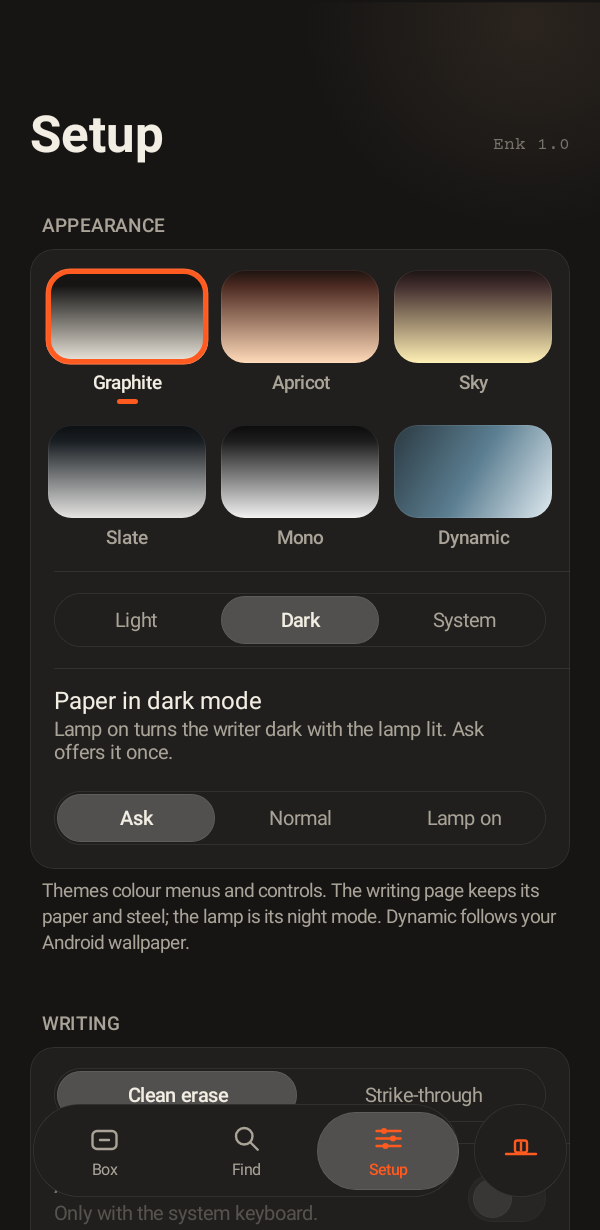 Setup
Enk 1.0
APPEARANCE
Graphite
Apricot
Sky
Slate
Mono
Dynamic
Light
Dark
System
Paper in dark mode
Lamp on turns the writer dark with the lamp lit. Ask
offers it once.
Ask
Normal
Lamp on
Themes colour menus and controls. The writing page keeps its
paper and steel; the lamp is its night mode. Dynamic follows your
Android wallpaper.
WRITING
Clean erase
Strike-through
Box
Find
Setup
Only with the system keyboard.